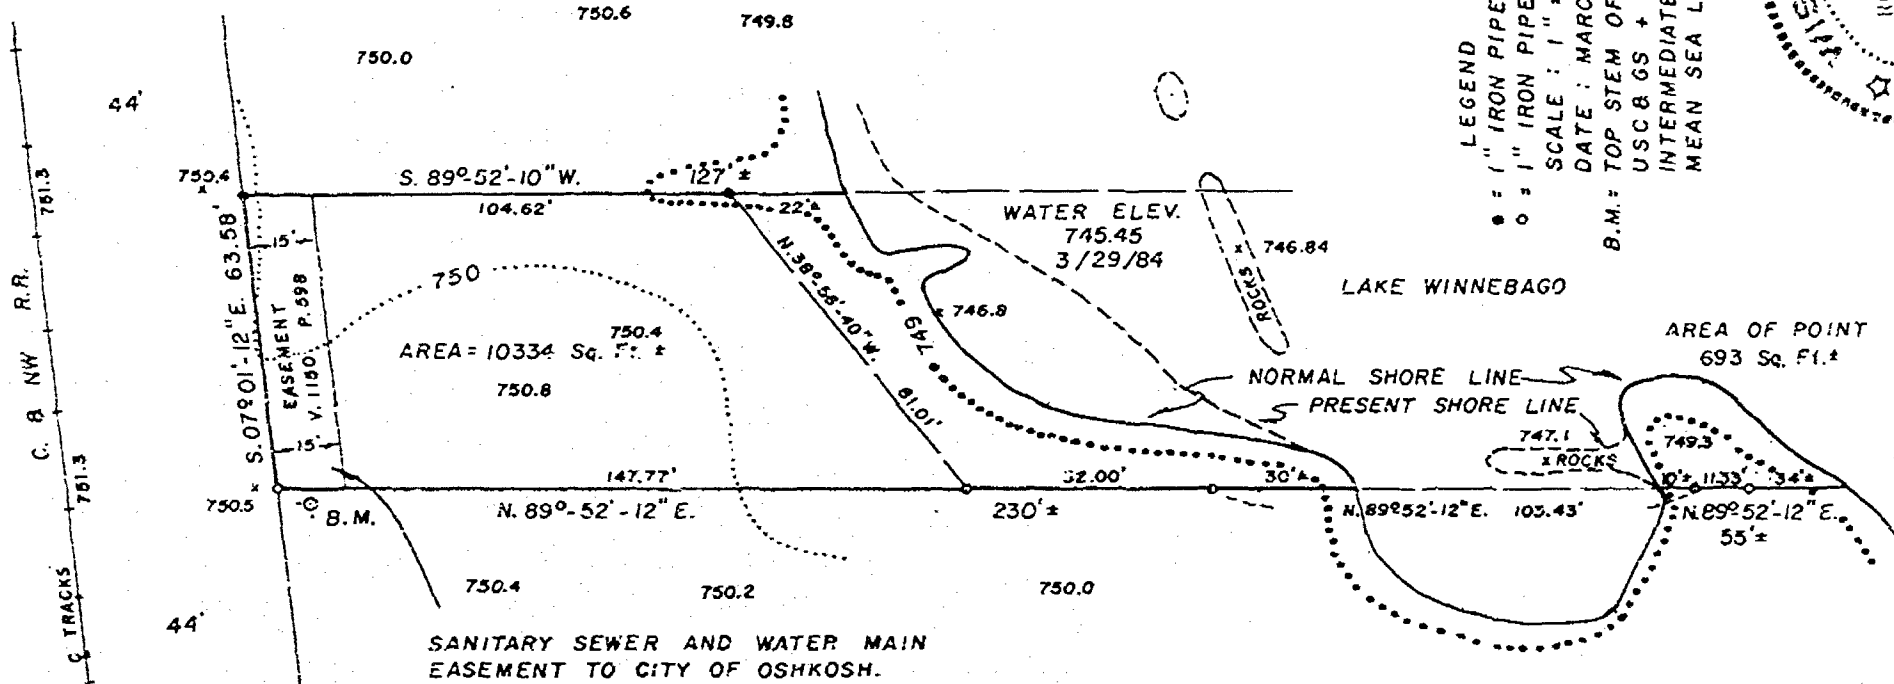 750.6
749.8
750.0
44'
LEGEND
● = 1" IRON PIPE
○ = 1" IRON PIPE
SCALE : 1" =
DATE : MARC
B.M. = TOP STEM OF
USC & GS +
INTERMEDIATE
MEAN SEA L
C. & NW R.R.
751.3
751.3
TRACKS
750.4
S. 89°-52'-10" W.
104.62'
127' ±
22'
S. 07°01'-12" E. 63.58'
15'
EASEMENT
V. 1150 P. 598
15'
750
N. 38°-58'-40" W.
81.01'
749
746.8
WATER ELEV.
745.45
3/29/84
ROCKS
746.84
LAKE WINNEBAGO
750.4
AREA = 10334 Sq. Ft. ±
750.8
AREA OF POINT
693 Sq. Ft. ±
NORMAL SHORE LINE
PRESENT SHORE LINE
747.1
ROCKS
749.3
750.5
B.M.
147.77'
N. 89°-52'-12" E.
230' ±
30' ±
N. 89°52'-12" E. 103.43'
11.33'
34' ±
N. 89°52'-12" E.
55' ±
750.4
750.2
750.0
44'
SANITARY SEWER AND WATER MAIN
EASEMENT TO CITY OF OSHKOSH.